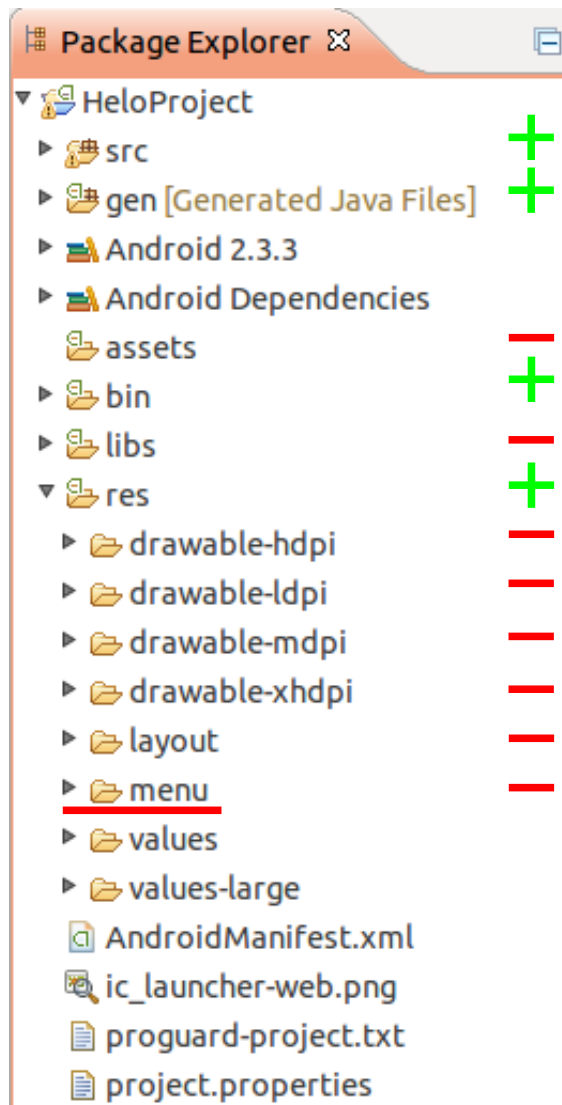 Package Explorer
HeloProject
src
gen [Generated Java Files]
Android 2.3.3
Android Dependencies
assets
bin
libs
res
drawable-hdpi
drawable-ldpi
drawable-mdpi
drawable-xhdpi
layout
menu
values
values-large
AndroidManifest.xml
ic_launcher-web.png
proguard-project.txt
project.properties